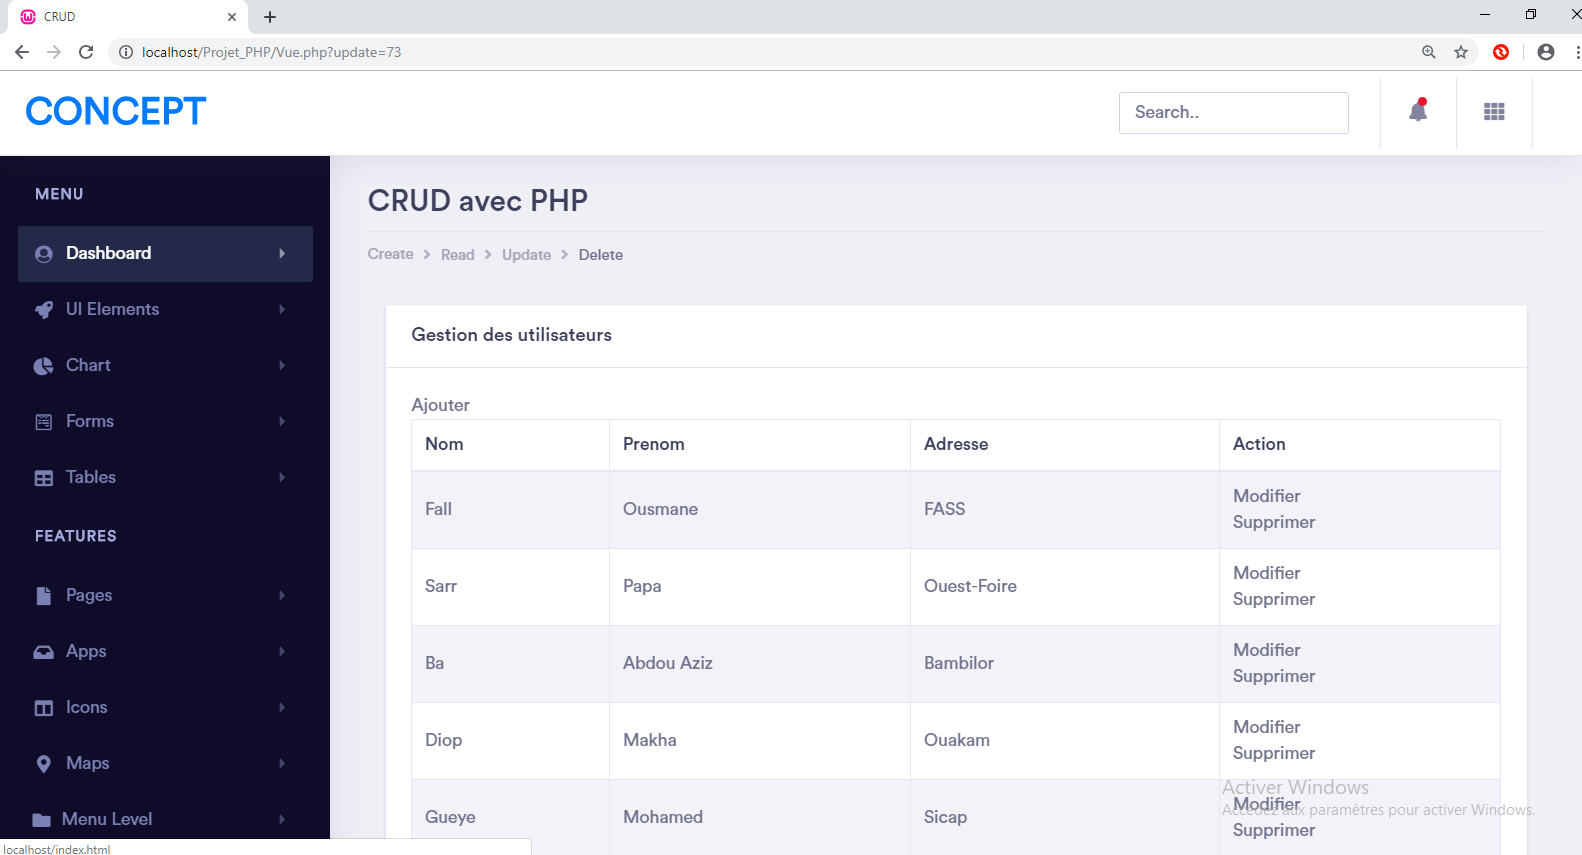 CRUD
localhost/Projet_PHP/Vue.php?update=73
CONCEPT
Search..
MENU
Dashboard
UI Elements
Chart
Forms
Tables
FEATURES
Pages
Apps
Icons
Maps
Menu Level
localhost/index.html
CRUD avec PHP
Create > Read > Update > Delete
Gestion des utilisateurs
Ajouter
Nom Prenom Adresse Action
Fall Ousmane FASS Modifier
Supprimer
Sarr Papa Ouest-Foire Modifier
Supprimer
Ba Abdou Aziz Bambilor Modifier
Supprimer
Diop Makha Ouakam Modifier
Supprimer
Gueye Mohamed Sicap Modifier
Supprimer
Activer Windows
Accédez aux paramètres pour activer Windows.